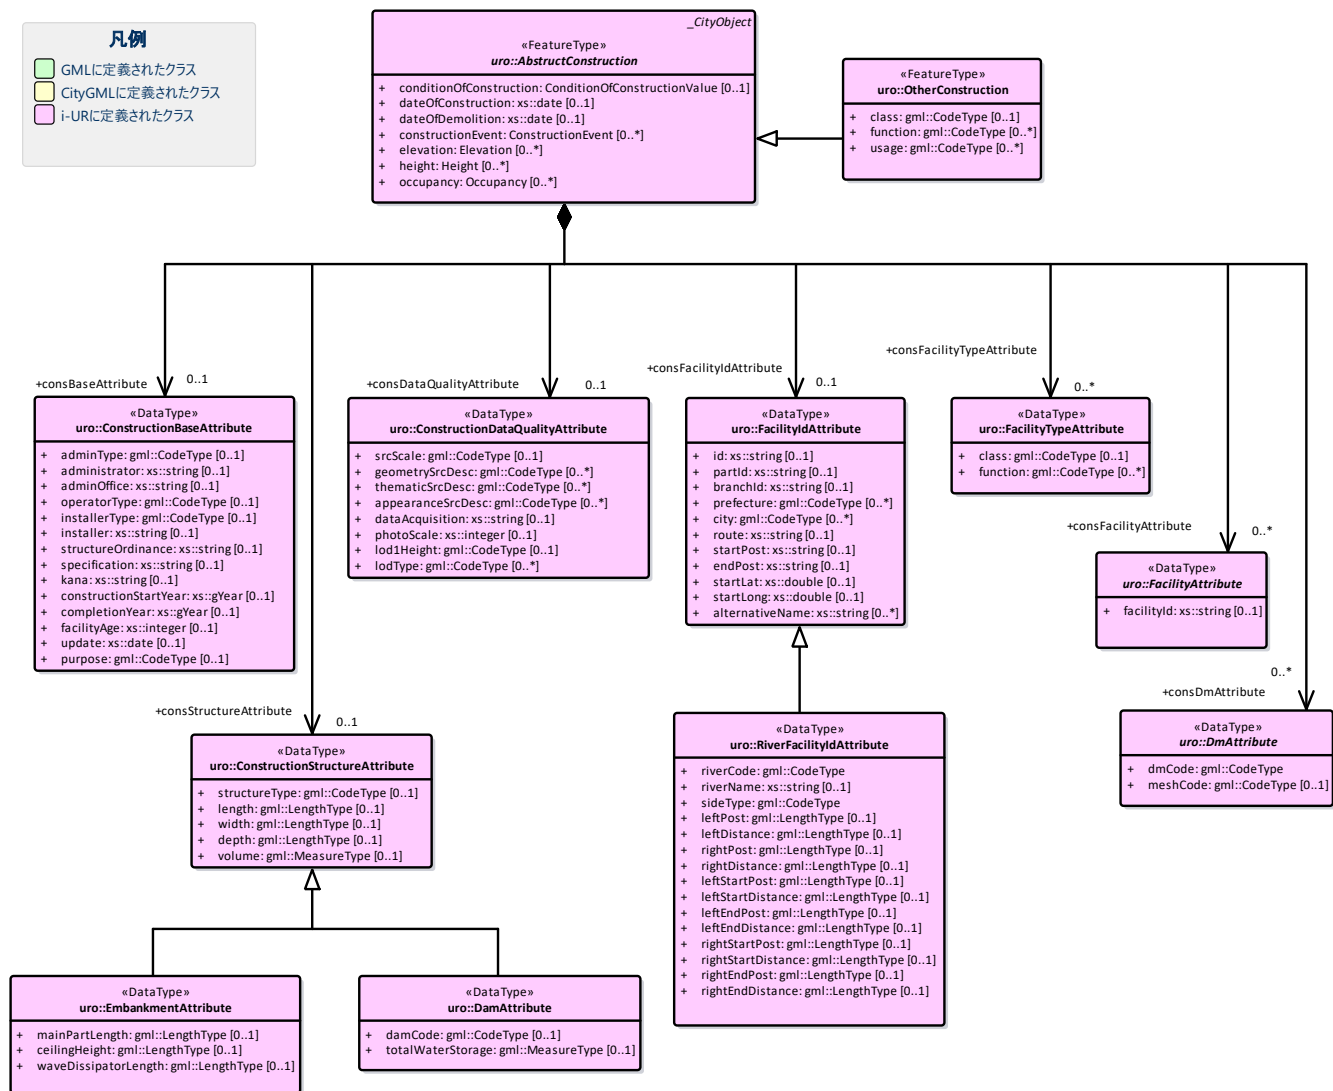 凡例
GMLに定義されたクラス
CityGMLに定義されたクラス
i-URに定義されたクラス
_CityObject
«FeatureType»
uro::AbstructConstruction
+ conditionOfConstruction: ConditionOfConstructionValue [0..1]
+ dateOfConstruction: xs::date [0..1]
+ dateOfDemolition: xs::date [0..1]
+ constructionEvent: ConstructionEvent [0..*]
+ elevation: Elevation [0..*]
+ height: Height [0..*]
+ occupancy: Occupancy [0..*]
«FeatureType»
uro::OtherConstruction
+ class: gml::CodeType [0..1]
+ function: gml::CodeType [0..*]
+ usage: gml::CodeType [0..*]
+consBaseAttribute 0..1
«DataType»
uro::ConstructionBaseAttribute
+ adminType: gml::CodeType [0..1]
+ administrator: xs::string [0..1]
+ adminOffice: xs::string [0..1]
+ operatorType: gml::CodeType [0..1]
+ installerType: gml::CodeType [0..1]
+ installer: xs::string [0..1]
+ structureOrdinance: xs::string [0..1]
+ specification: xs::string [0..1]
+ kana: xs::string [0..1]
+ constructionStartYear: xs::gYear [0..1]
+ completionYear: xs::gYear [0..1]
+ facilityAge: xs::integer [0..1]
+ update: xs::date [0..1]
+ purpose: gml::CodeType [0..1]
+consDataQualityAttribute 0..1
«DataType»
uro::ConstructionDataQualityAttribute
+ srcScale: gml::CodeType [0..1]
+ geometrySrcDesc: gml::CodeType [0..*]
+ thematicSrcDesc: gml::CodeType [0..*]
+ appearanceSrcDesc: gml::CodeType [0..*]
+ dataAcquisition: xs::string [0..1]
+ photoScale: xs::integer [0..1]
+ lod1Height: gml::CodeType [0..1]
+ lodType: gml::CodeType [0..*]
+consFacilityIdAttribute
0..1
«DataType»
uro::FacilityIdAttribute
+ id: xs::string [0..1]
+ partId: xs::string [0..1]
+ branchId: xs::string [0..1]
+ prefecture: gml::CodeType [0..*]
+ city: gml::CodeType [0..*]
+ route: xs::string [0..1]
+ startPost: xs::string [0..1]
+ endPost: xs::string [0..1]
+ startLat: xs::double [0..1]
+ startLong: xs::double [0..1]
+ alternativeName: xs::string [0..*]
+consFacilityTypeAttribute
0..*
«DataType»
uro::FacilityTypeAttribute
+ class: gml::CodeType [0..1]
+ function: gml::CodeType [0..*]
+consFacilityAttribute
0..*
«DataType»
uro::FacilityAttribute
+ facilityId: xs::string [0..1]
0..*
+consDmAttribute
«DataType»
uro::DmAttribute
+ dmCode: gml::CodeType
+ meshCode: gml::CodeType [0..1]
+consStructureAttribute
0..1
«DataType»
uro::ConstructionStructureAttribute
+ structureType: gml::CodeType [0..1]
+ length: gml::LengthType [0..1]
+ width: gml::LengthType [0..1]
+ depth: gml::LengthType [0..1]
+ volume: gml::MeasureType [0..1]
«DataType»
uro::RiverFacilityIdAttribute
+ riverCode: gml::CodeType
+ riverName: xs::string [0..1]
+ sideType: gml::CodeType
+ leftPost: gml::LengthType [0..1]
+ leftDistance: gml::LengthType [0..1]
+ rightPost: gml::LengthType [0..1]
+ rightDistance: gml::LengthType [0..1]
+ leftStartPost: gml::LengthType [0..1]
+ leftStartDistance: gml::LengthType [0..1]
+ leftEndPost: gml::LengthType [0..1]
+ leftEndDistance: gml::LengthType [0..1]
+ rightStartPost: gml::LengthType [0..1]
+ rightStartDistance: gml::LengthType [0..1]
+ rightEndPost: gml::LengthType [0..1]
+ rightEndDistance: gml::LengthType [0..1]
«DataType»
uro::EmbankmentAttribute
+ mainPartLength: gml::LengthType [0..1]
+ ceilingHeight: gml::LengthType [0..1]
+ waveDissipatorLength: gml::LengthType [0..1]
«DataType»
uro::DamAttribute
+ damCode: gml::CodeType [0..1]
+ totalWaterStorage: gml::MeasureType [0..1]